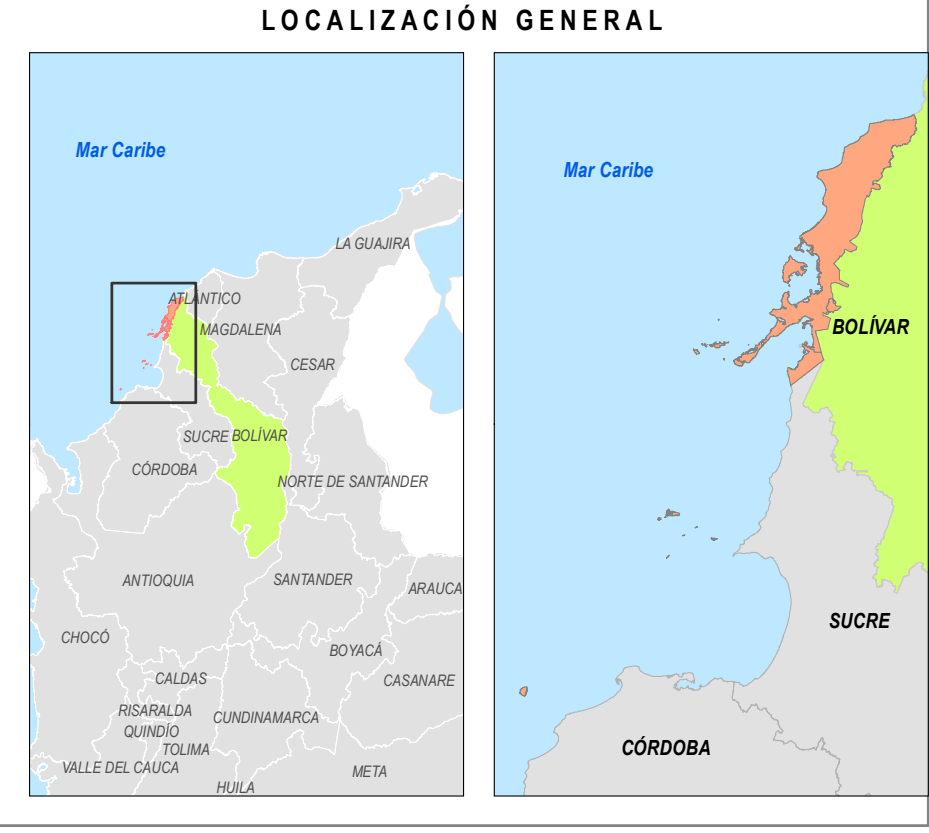 LOCALIZACIÓN GENERAL
Mar Caribe
LA GUAJIRA
ATLÁNTICO
MAGDALENA
CESAR
SUCRE
BOLÍVAR
CÓRDOBA
NORTE DE SANTANDER
ANTIOQUIA
SANTANDER
ARAUCA
CHOCÓ
BOYACÁ
CALDAS
CASANARE
RISARALDA
CUNDINAMARCA
QUINDÍO
TOLIMA
VALLE DEL CAUCA
META
HUILA
Mar Caribe
BOLÍVAR
SUCRE
CÓRDOBA